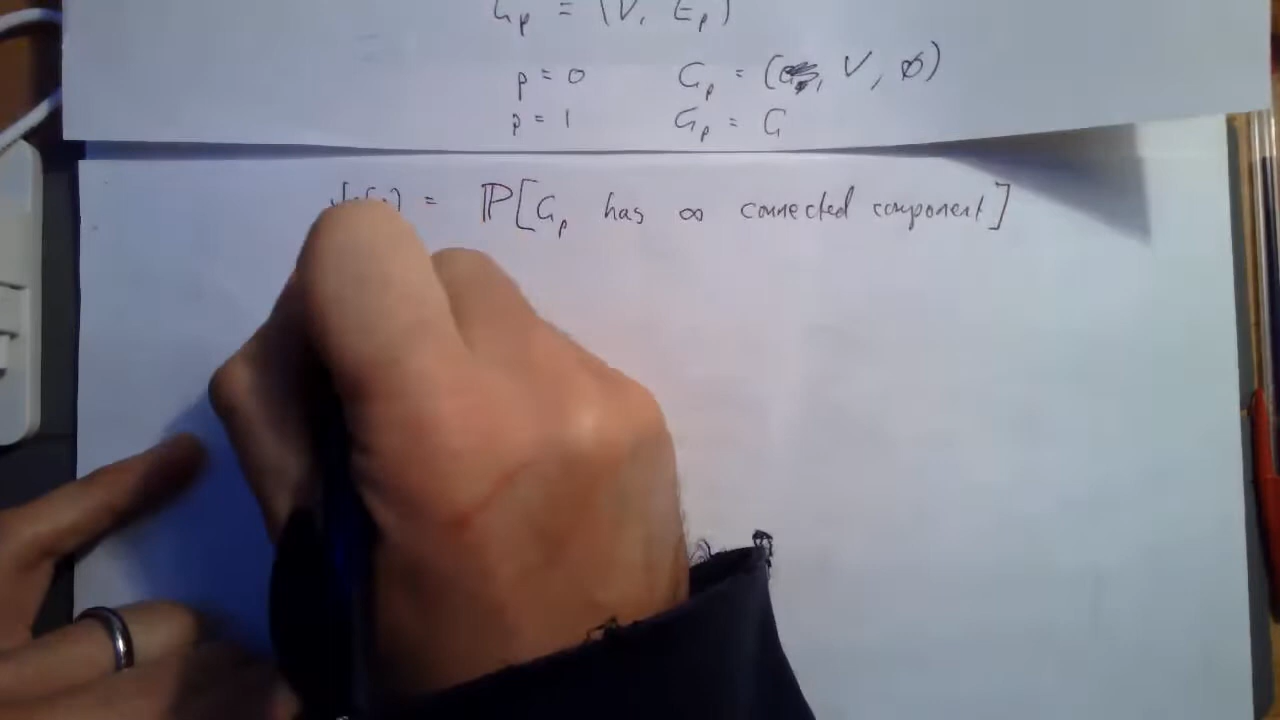 G_p = (V, E_p)
p = 0 G_p = (, V, ∅)
p = 1 G_p = G
= ℙ[G_p has ∞ connected component]